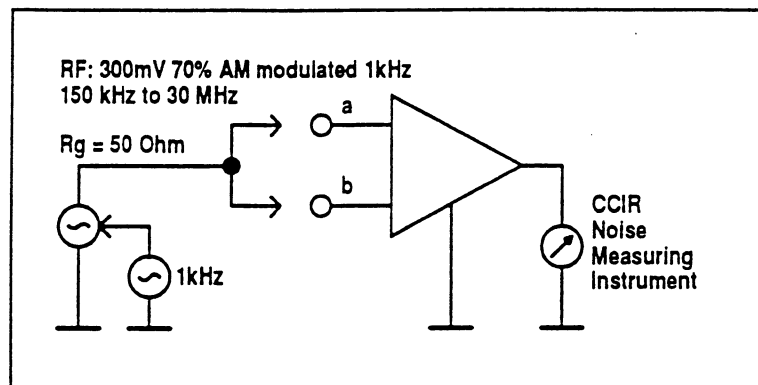 RF: 300mV 70% AM modulated 1kHz
150 kHz to 30 MHz
a
Rg = 50 Ohm
b
1kHz
CCIR
Noise
Measuring
Instrument